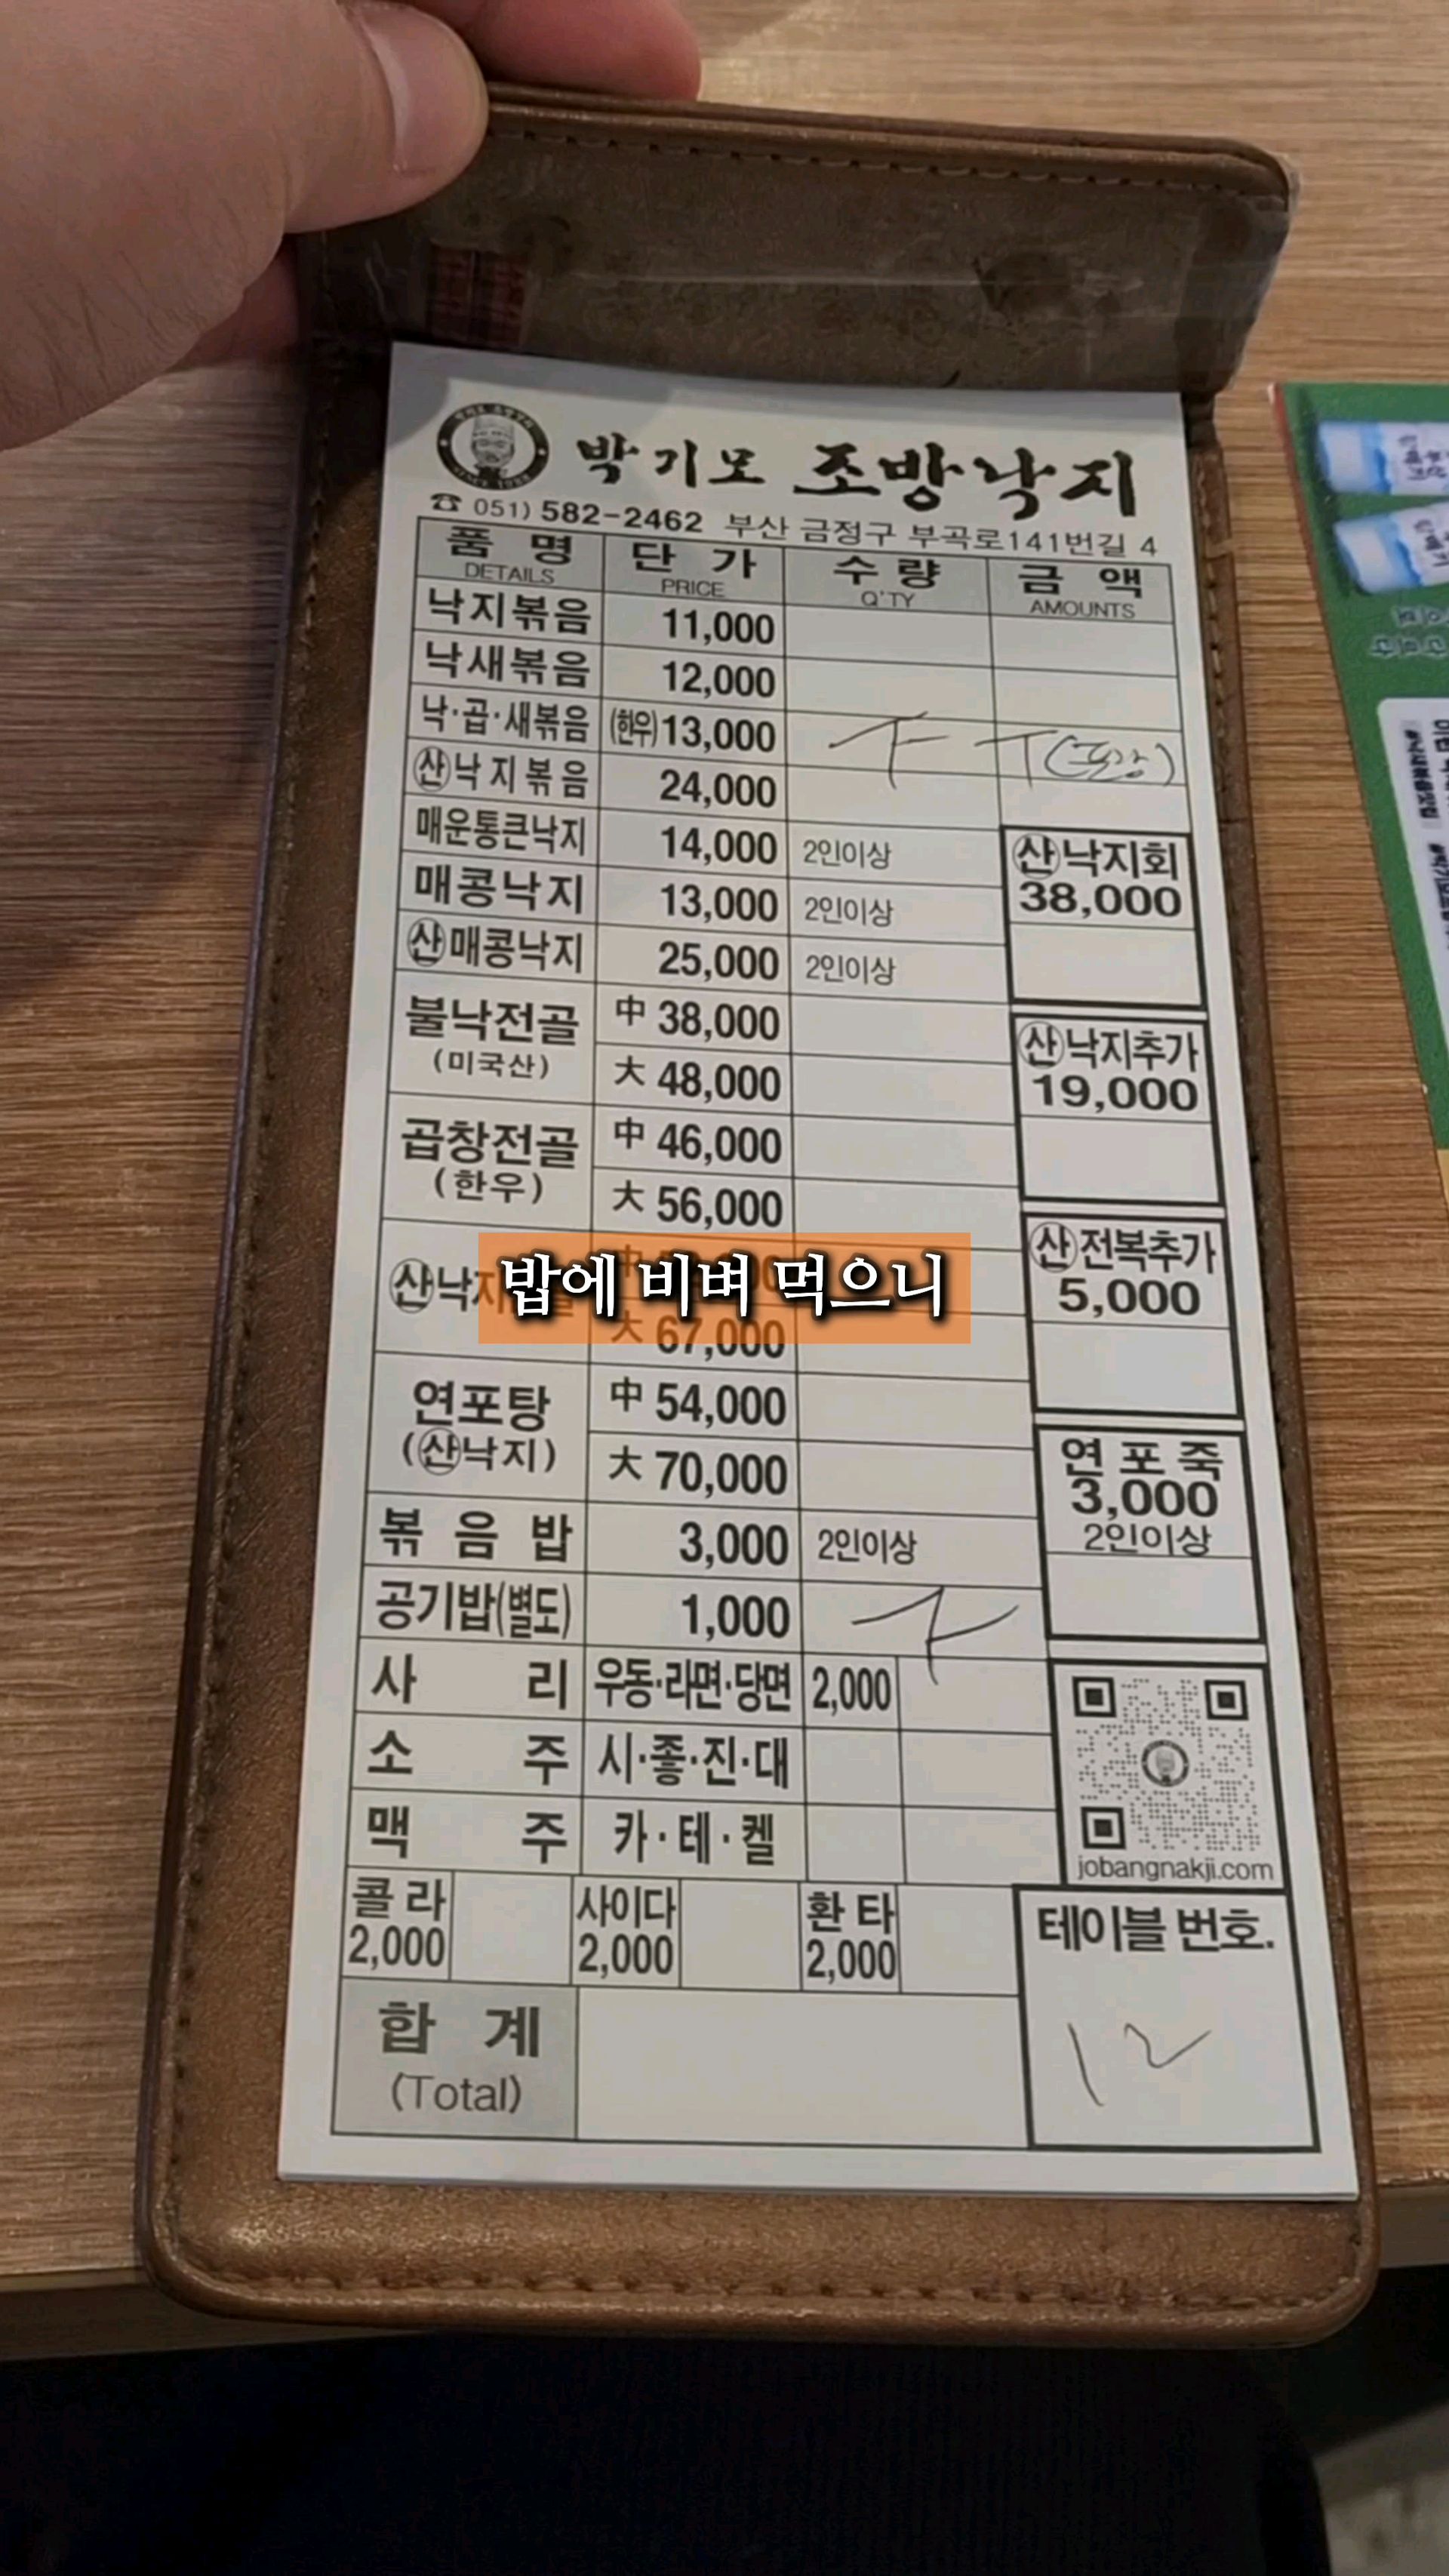 박기모 조방낙지
☎ 051) 582-2462 부산 금정구 부곡로141번길 4
품 명 단 가 수 량 금 액
DETAILS PRICE Q'TY AMOUNTS
낙지볶음 11,000
낙새볶음 12,000
낙·곱·새볶음 (한우)13,000
산낙지볶음 24,000
매운통큰낙지 14,000 2인이상
매콩낙지 13,000 2인이상
산매콩낙지 25,000 2인이상
산낙지회
38,000
불낙전골 中 38,000
(미국산) 大 48,000
산낙지추가
19,000
곱창전골 中 46,000
(한우) 大 56,000
산전복추가
5,000
밥에 비벼 먹으니
大 67,000
연포탕 中 54,000
(산낙지) 大 70,000
연포죽
3,000
2인이상
볶음밥 3,000 2인이상
공기밥(별도) 1,000
사 리 우동·라면·당면 2,000
소 주 시·좋·진·대
맥 주 카·테·켈
jobangnakji.com
콜라 사이다 환타
2,000 2,000 2,000
테이블 번호.
12
합 계
(Total)